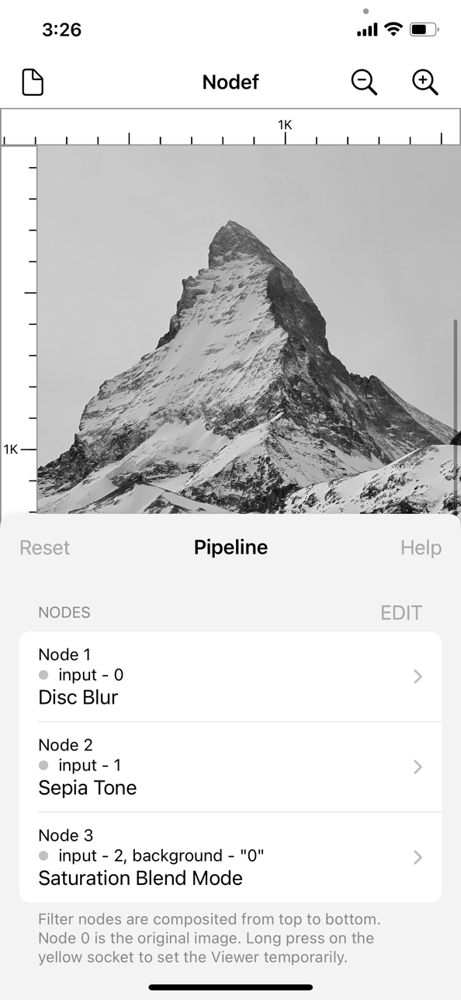 3:26
Nodef
1K
1K
Reset
Pipeline
Help
NODES
EDIT
Node 1
input - 0
Disc Blur
Node 2
input - 1
Sepia Tone
Node 3
input - 2, background - "0"
Saturation Blend Mode
Filter nodes are composited from top to bottom.
Node 0 is the original image. Long press on the
yellow socket to set the Viewer temporarily.